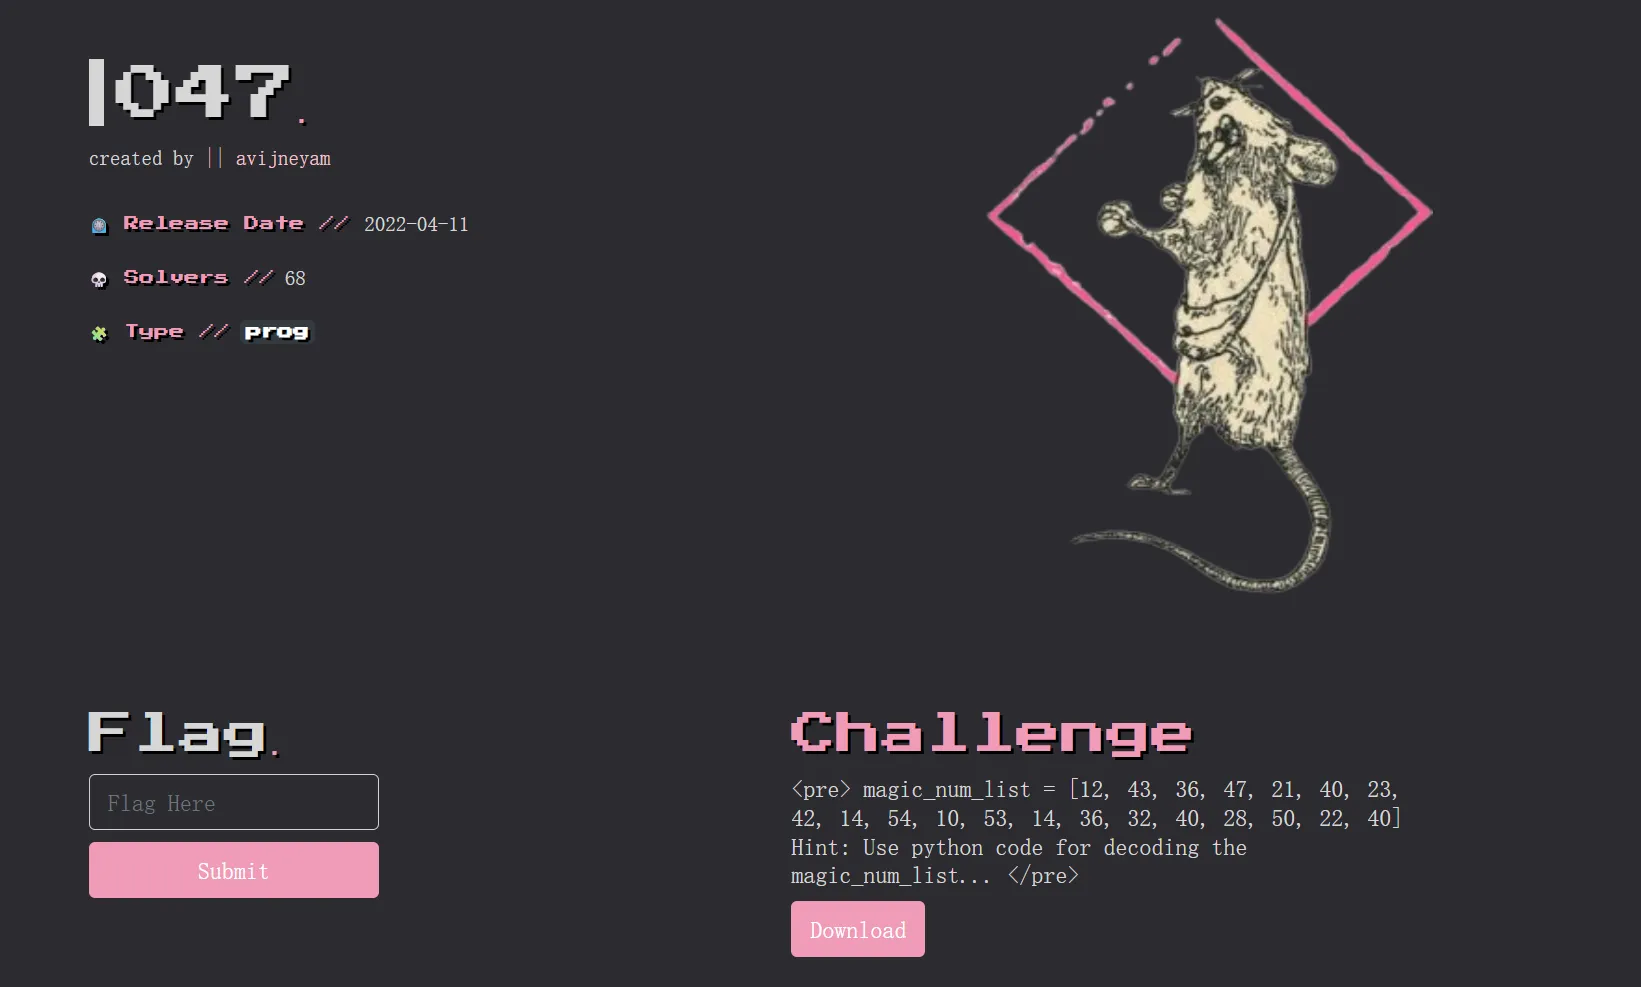 |047.
created by || avijneyam
Release Date // 2022-04-11
Solvers // 68
Type // prog
Flag.
Flag Here
Submit
Challenge
<pre> magic_num_list = [12, 43, 36, 47, 21, 40, 23,
42, 14, 54, 10, 53, 14, 36, 32, 40, 28, 50, 22, 40]
Hint: Use python code for decoding the
magic_num_list... </pre>
Download